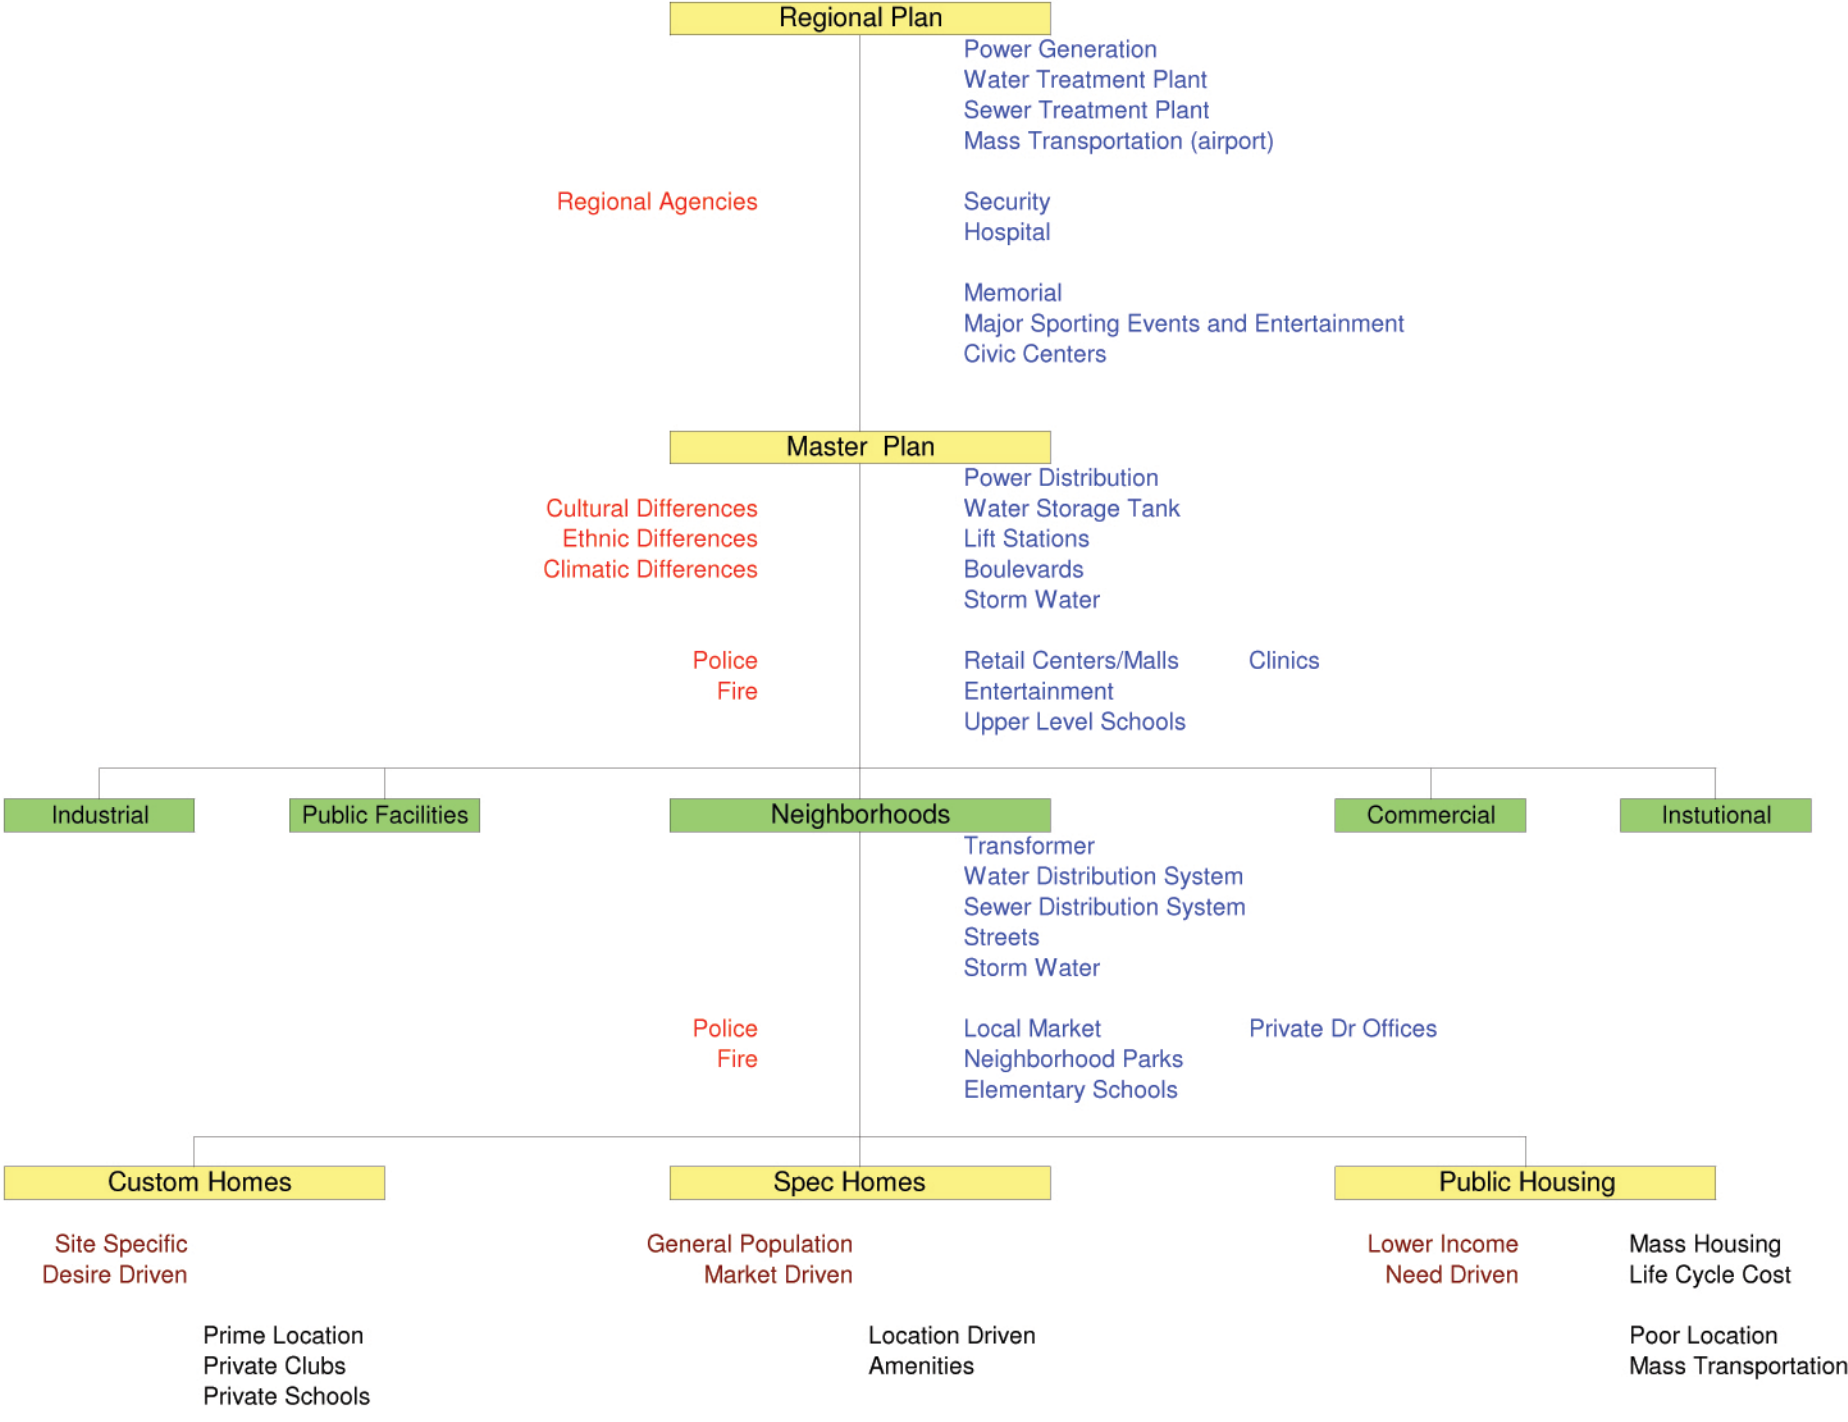 Regional Plan
Power Generation
Water Treatment Plant
Sewer Treatment Plant
Mass Transportation (airport)
Regional Agencies Security
Hospital
Memorial
Major Sporting Events and Entertainment
Civic Centers
Master Plan
Power Distribution
Cultural Differences Water Storage Tank
Ethnic Differences Lift Stations
Climatic Differences Boulevards
Storm Water
Police Retail Centers/Malls Clinics
Fire Entertainment
Upper Level Schools
Industrial Public Facilities Neighborhoods Commercial Instutional
Transformer
Water Distribution System
Sewer Distribution System
Streets
Storm Water
Police Local Market Private Dr Offices
Fire Neighborhood Parks
Elementary Schools
Custom Homes Spec Homes Public Housing
Site Specific General Population Lower Income Mass Housing
Desire Driven Market Driven Need Driven Life Cycle Cost
Prime Location Location Driven Poor Location
Private Clubs Amenities Mass Transportation
Private Schools